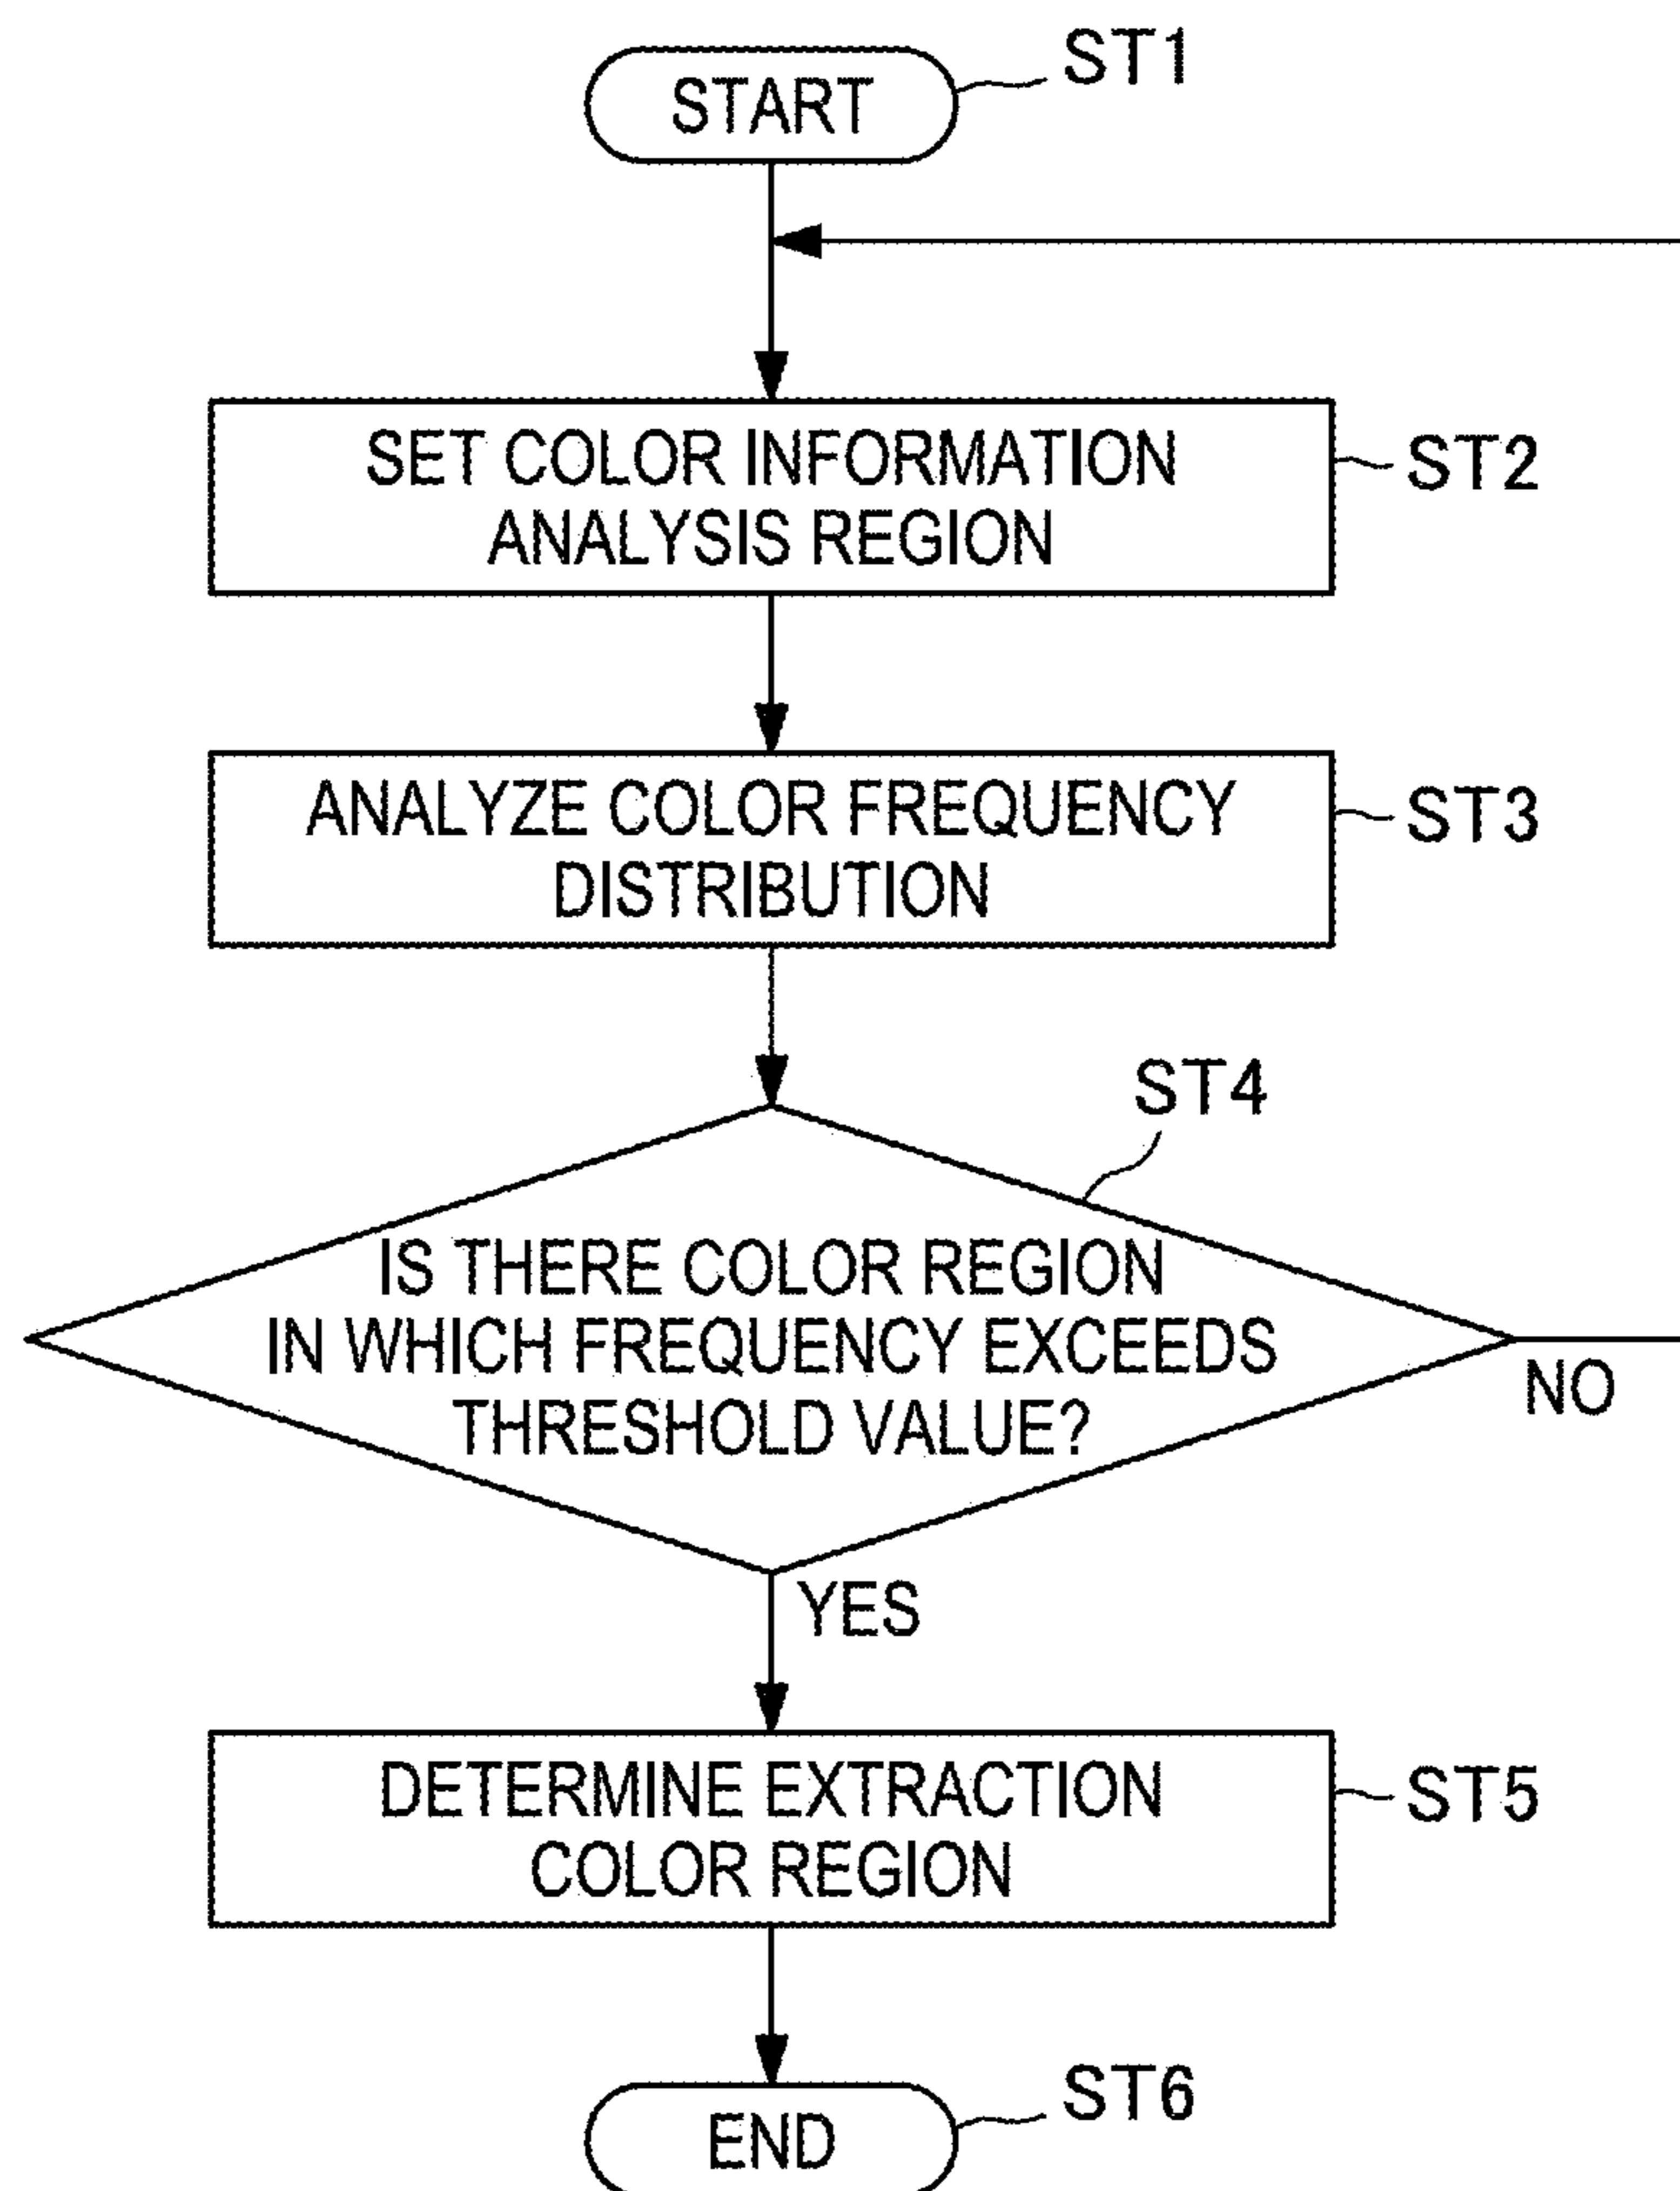 START
ST1
SET COLOR INFORMATION
ANALYSIS REGION
ST2
ANALYZE COLOR FREQUENCY
DISTRIBUTION
ST3
ST4
IS THERE COLOR REGION
IN WHICH FREQUENCY EXCEEDS
THRESHOLD VALUE?
NO
YES
DETERMINE EXTRACTION
COLOR REGION
ST5
END
ST6